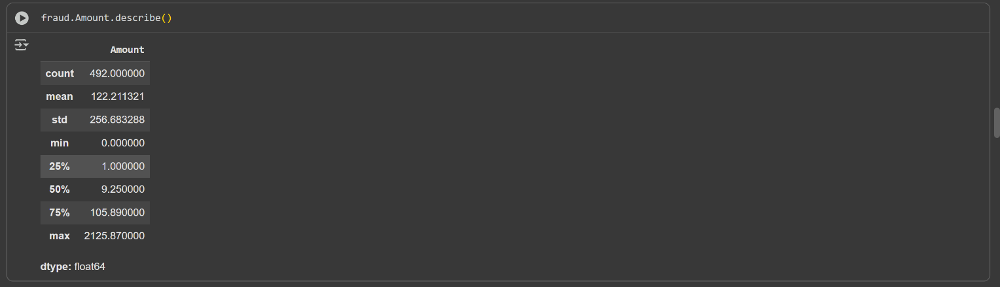 fraud.Amount.describe()
Amount
count 492.000000
mean 122.211321
std 256.683288
min 0.000000
25% 1.000000
50% 9.250000
75% 105.890000
max 2125.870000
dtype: float64